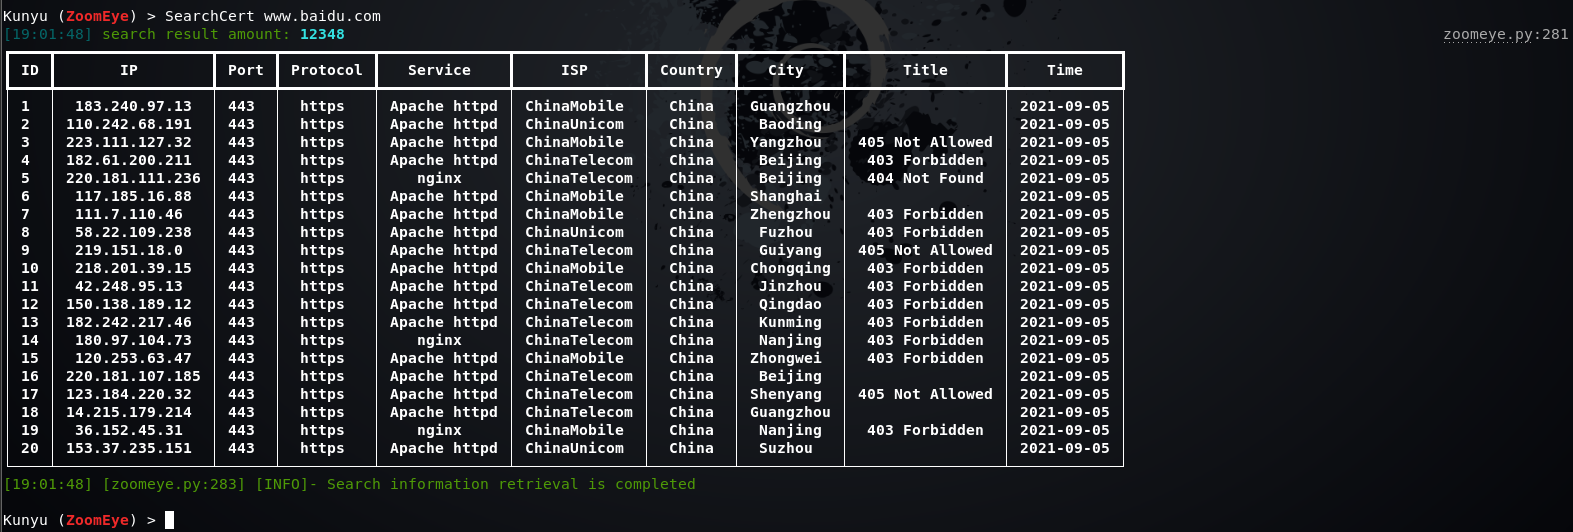 Kunyu (ZoomEye) > SearchCert www.baidu.com
[19:01:48] search result amount: 12348 zoomeye.py:281
ID IP Port Protocol Service ISP Country City Title Time
1 183.240.97.13 443 https Apache httpd ChinaMobile China Guangzhou 2021-09-05
2 110.242.68.191 443 https Apache httpd ChinaUnicom China Baoding 2021-09-05
3 223.111.127.32 443 https Apache httpd ChinaMobile China Yangzhou 405 Not Allowed 2021-09-05
4 182.61.200.211 443 https Apache httpd ChinaTelecom China Beijing 403 Forbidden 2021-09-05
5 220.181.111.236 443 https nginx ChinaTelecom China Beijing 404 Not Found 2021-09-05
6 117.185.16.88 443 https Apache httpd ChinaMobile China Shanghai 2021-09-05
7 111.7.110.46 443 https Apache httpd ChinaMobile China Zhengzhou 403 Forbidden 2021-09-05
8 58.22.109.238 443 https Apache httpd ChinaUnicom China Fuzhou 403 Forbidden 2021-09-05
9 219.151.18.0 443 https Apache httpd ChinaTelecom China Guiyang 405 Not Allowed 2021-09-05
10 218.201.39.15 443 https Apache httpd ChinaMobile China Chongqing 403 Forbidden 2021-09-05
11 42.248.95.13 443 https Apache httpd ChinaTelecom China Jinzhou 403 Forbidden 2021-09-05
12 150.138.189.12 443 https Apache httpd ChinaTelecom China Qingdao 403 Forbidden 2021-09-05
13 182.242.217.46 443 https Apache httpd ChinaTelecom China Kunming 403 Forbidden 2021-09-05
14 180.97.104.73 443 https nginx ChinaTelecom China Nanjing 403 Forbidden 2021-09-05
15 120.253.63.47 443 https Apache httpd ChinaMobile China Zhongwei 403 Forbidden 2021-09-05
16 220.181.107.185 443 https Apache httpd ChinaTelecom China Beijing 2021-09-05
17 123.184.220.32 443 https Apache httpd ChinaTelecom China Shenyang 405 Not Allowed 2021-09-05
18 14.215.179.214 443 https Apache httpd ChinaTelecom China Guangzhou 2021-09-05
19 36.152.45.31 443 https nginx ChinaMobile China Nanjing 403 Forbidden 2021-09-05
20 153.37.235.151 443 https Apache httpd ChinaUnicom China Suzhou 2021-09-05
[19:01:48] [zoomeye.py:283] [INFO]- Search information retrieval is completed
Kunyu (ZoomEye) >